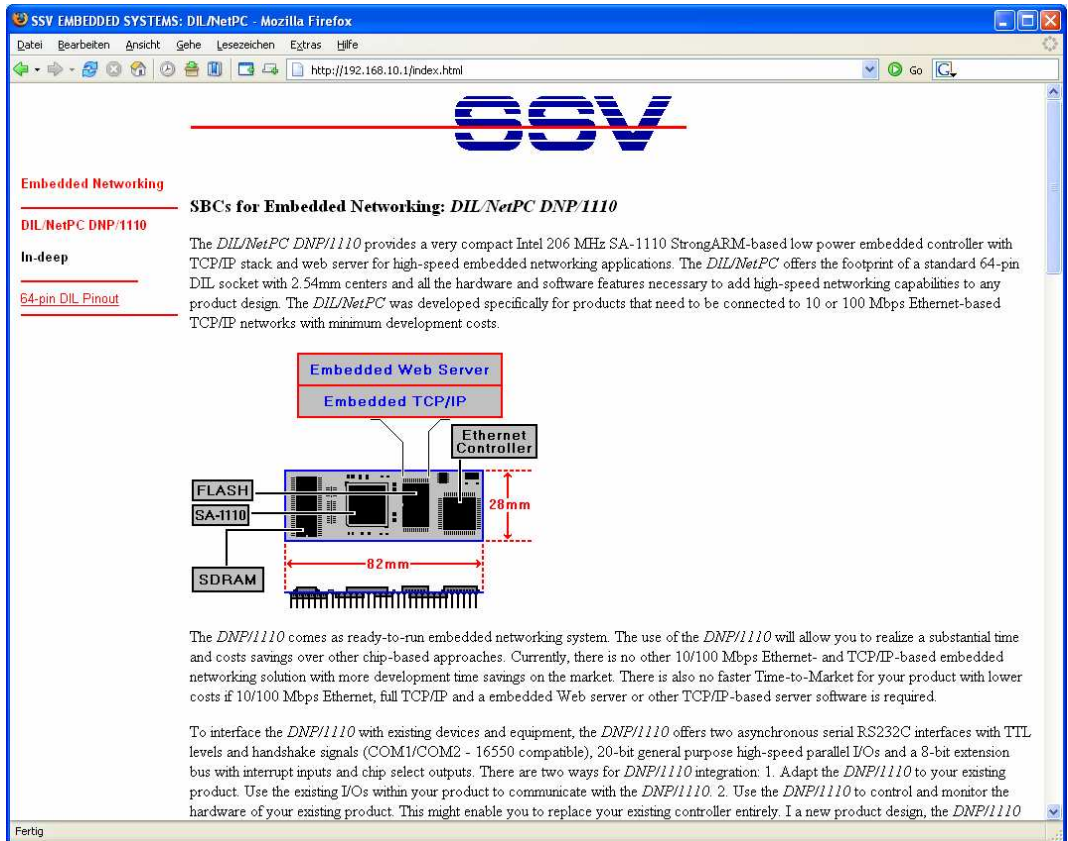 SSV EMBEDDED SYSTEMS: DIL/NetPC - Mozilla Firefox
Datei Bearbeiten Ansicht Gehe Lesezeichen Extras Hilfe
http://192.168.10.1/index.html
Go
G
SSV
Embedded Networking
DIL/NetPC DNP/1110
In-deep
64-pin DIL Pinout
SBCs for Embedded Networking: DIL/NetPC DNP/1110
The DIL/NetPC DNP/1110 provides a very compact Intel 206 MHz SA-1110 StrongARM-based low power embedded controller with
TCP/IP stack and web server for high-speed embedded networking applications. The DIL/NetPC offers the footprint of a standard 64-pin
DIL socket with 2.54mm centers and all the hardware and software features necessary to add high-speed networking capabilities to any
product design. The DIL/NetPC was developed specifically for products that need to be connected to 10 or 100 Mbps Ethernet-based
TCP/IP networks with minimum development costs.
Embedded Web Server
Embedded TCP/IP
Ethernet
Controller
FLASH
SA-1110
SDRAM
28mm
82mm
The DNP/1110 comes as ready-to-run embedded networking system. The use of the DNP/1110 will allow you to realize a substantial time
and costs savings over other chip-based approaches. Currently, there is no other 10/100 Mbps Ethernet- and TCP/IP-based embedded
networking solution with more development time savings on the market. There is also no faster Time-to-Market for your product with lower
costs if 10/100 Mbps Ethernet, full TCP/IP and a embedded Web server or other TCP/IP-based server software is required.
To interface the DNP/1110 with existing devices and equipment, the DNP/1110 offers two asynchronous serial RS232C interfaces with TTL
levels and handshake signals (COM1/COM2 - 16550 compatible), 20-bit general purpose high-speed parallel I/Os and a 8-bit extension
bus with interrupt inputs and chip select outputs. There are two ways for DNP/1110 integration: 1. Adapt the DNP/1110 to your existing
product. Use the existing I/Os within your product to communicate with the DNP/1110. 2. Use the DNP/1110 to control and monitor the
hardware of your existing product. This might enable you to replace your existing controller entirely. I a new product design, the DNP/1110
Fertig